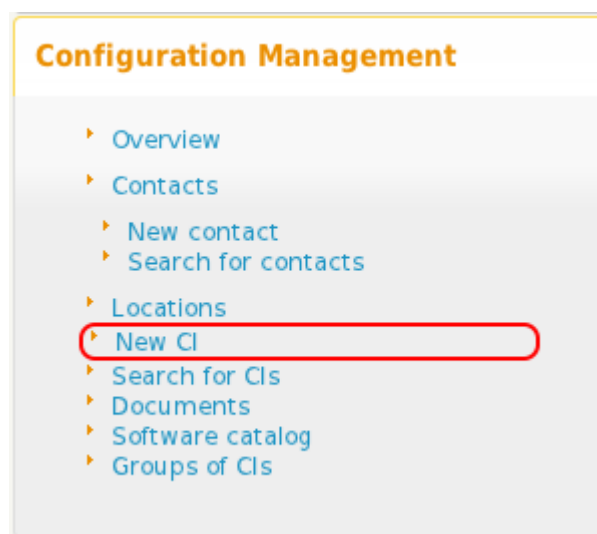 Configuration Management
Overview
Contacts
New contact
Search for contacts
Locations
New CI
Search for CIs
Documents
Software catalog
Groups of CIs